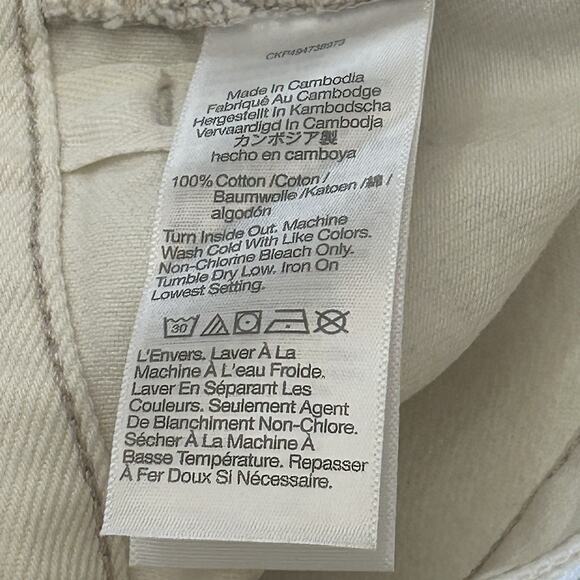 CKP494738973
Made In Cambodia
Fabriqué Au Cambodge
Hergestellt In Kambodscha
Vervaardigd In Cambodja
カンボジア製
hecho en camboya
100% Cotton /Coton/
Baumwolle /Katoen /綿/
algodón
Turn Inside Out. Machine
Wash Cold With Like Colors.
Non-Chlorine Bleach Only.
Tumble Dry Low. Iron On
Lowest Setting.
30
L'Envers. Laver À La
Machine À L'eau Froide.
Laver En Séparant Les
Couleurs. Seulement Agent
De Blanchiment Non-Chlore.
Sécher À La Machine À
Basse Température. Repasser
À Fer Doux Si Nécessaire.